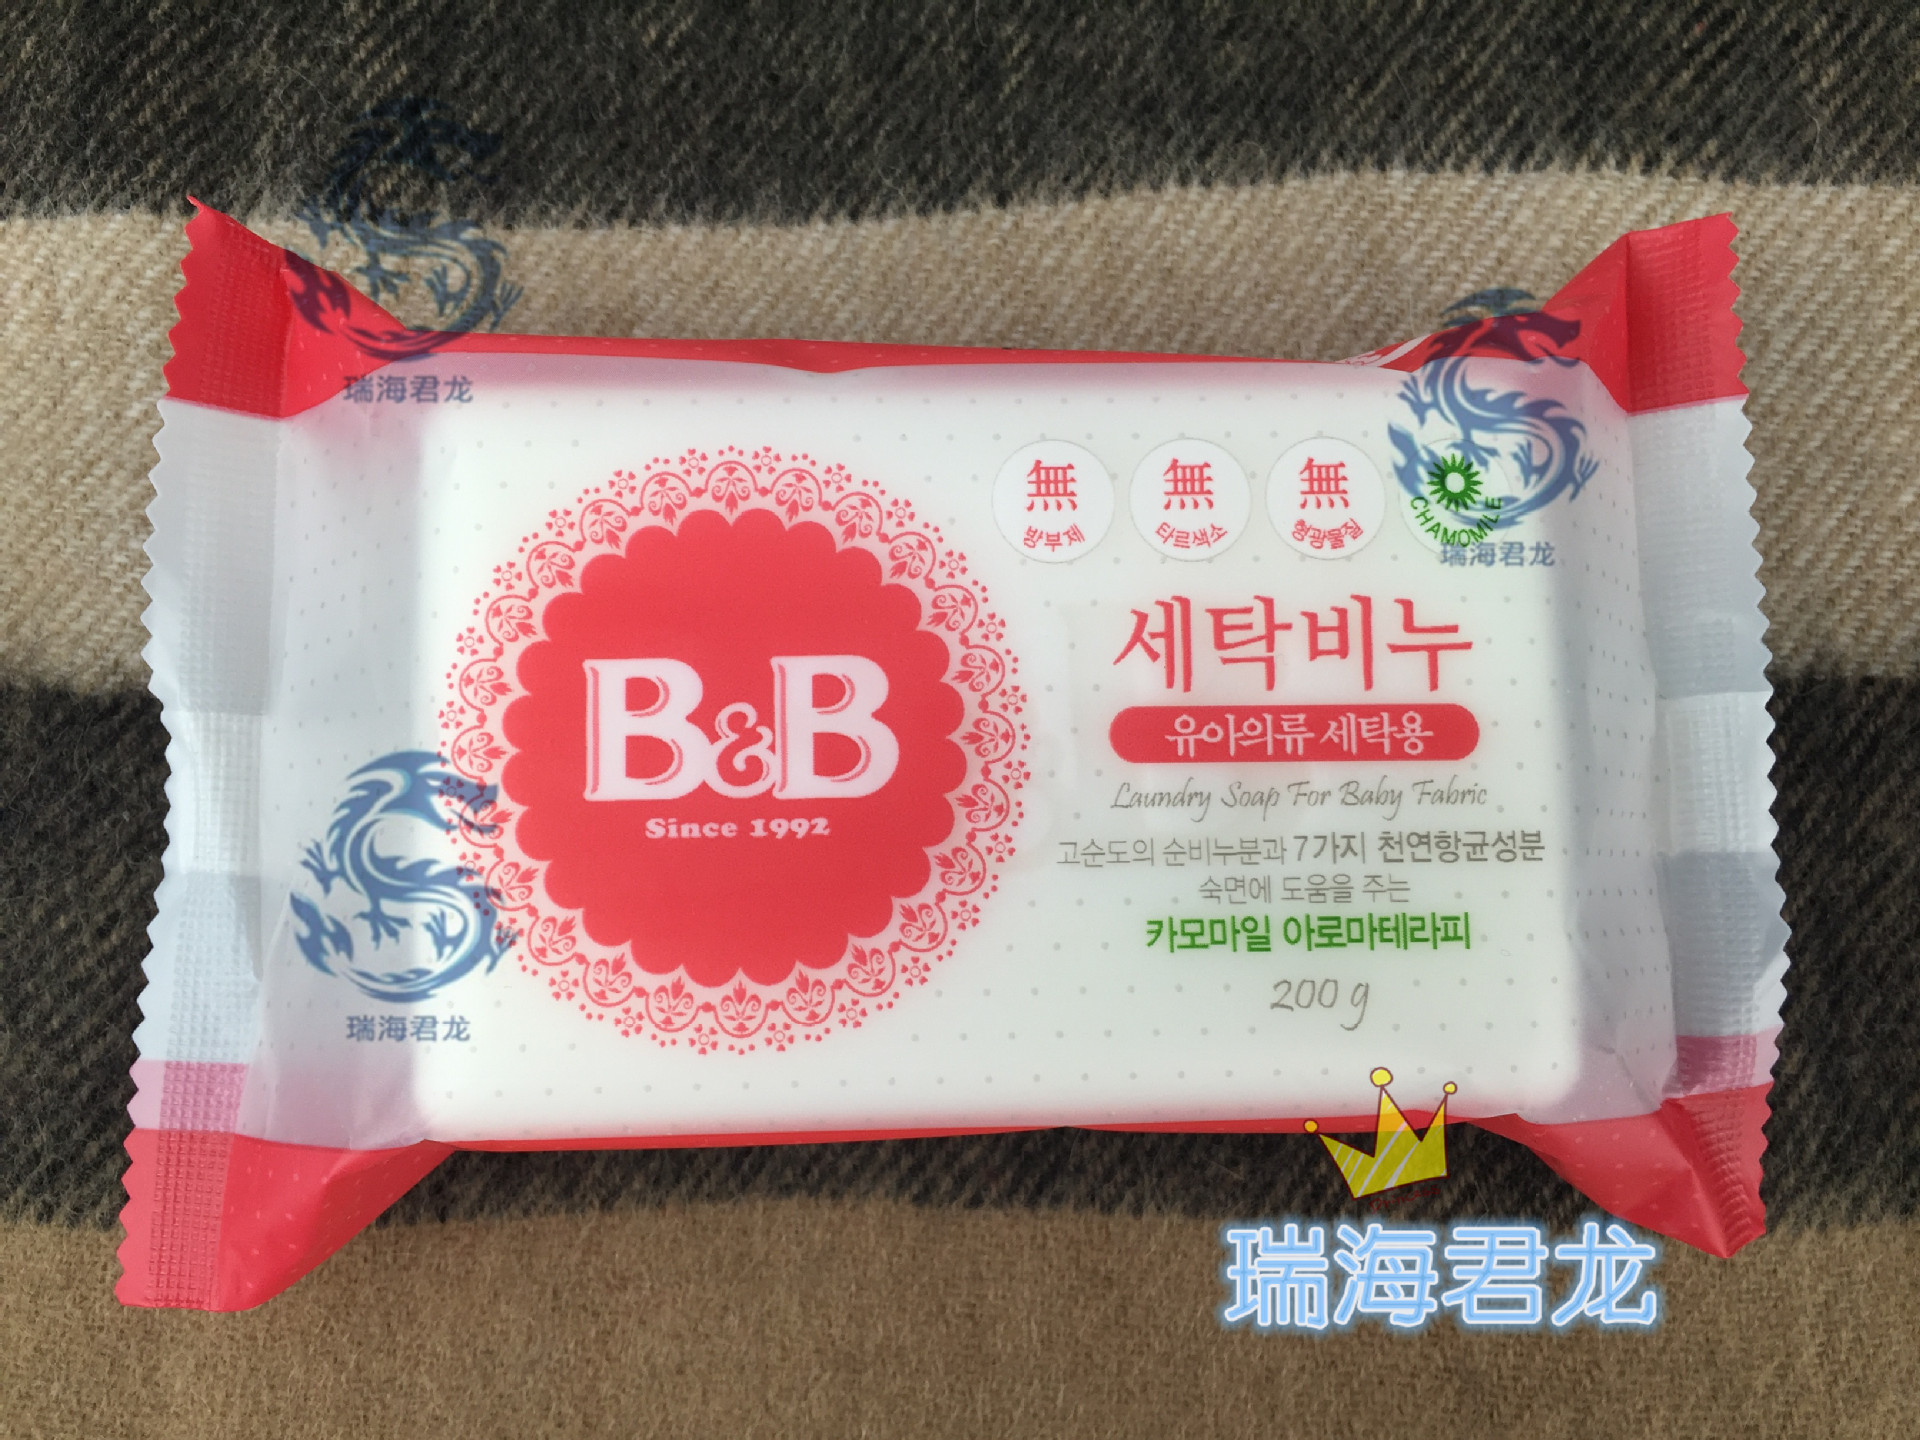 瑞海君龙
無
방부제
無
타르색소
無
형광물질
CHAMOMILE
瑞海君龙
세탁비누
유아의류 세탁용
Laundry Soap For Baby Fabric
고순도의 순비누분과 7가지 천연항균성분
숙면에 도움을 주는
카모마일 아로마테라피
200 g
B&B
Since 1992
瑞海君龙
瑞海君龙